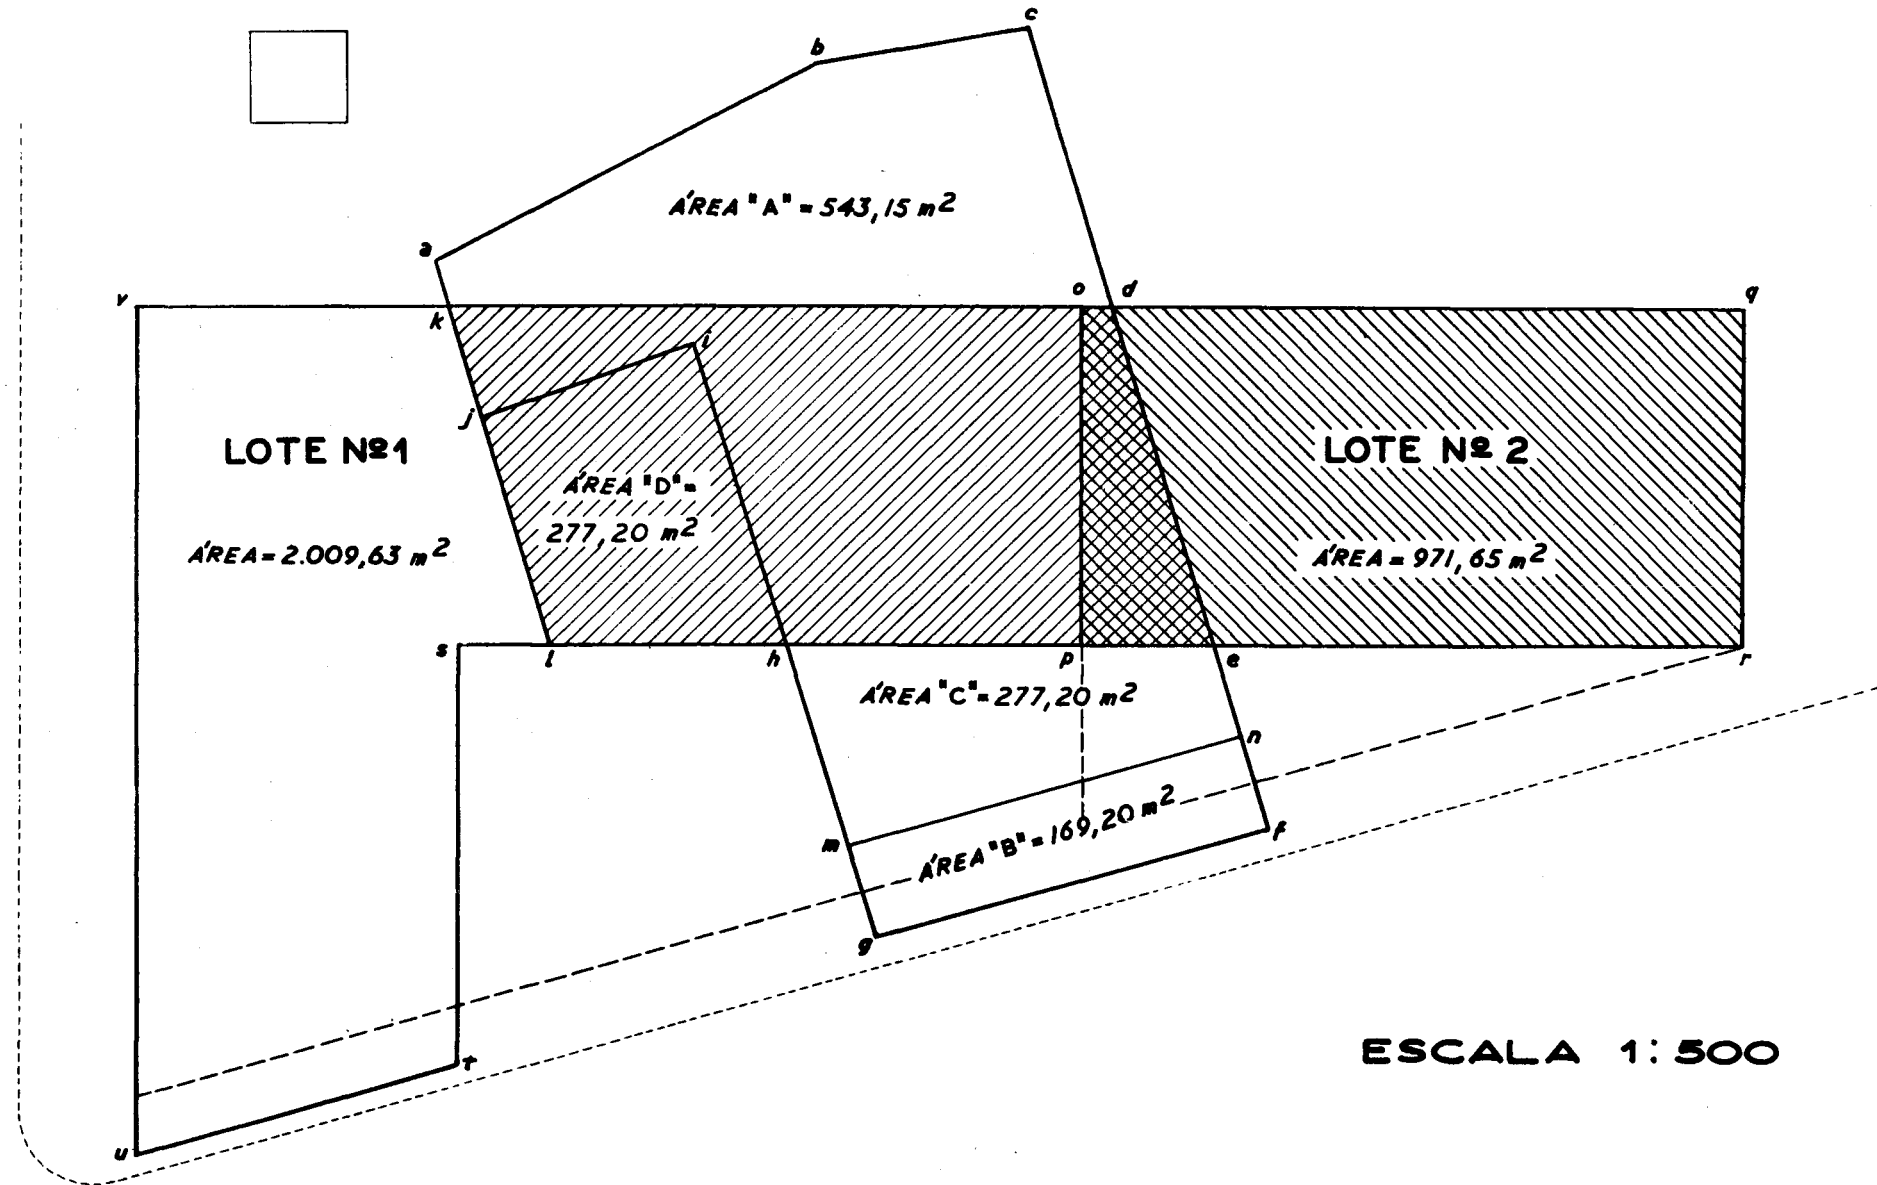 c
b
ÁREA "A" = 543,15 m2
a
v
k
o
d
q
i
j
LOTE Nº1
LOTE Nº 2
ÁREA "D" =
277,20 m2
ÁREA = 2.009,63 m2
ÁREA = 971,65 m2
s
l
h
p
e
r
ÁREA "C" = 277,20 m2
n
m
ÁREA "B" = 169,20 m2
f
g
t
ESCALA 1:500
u